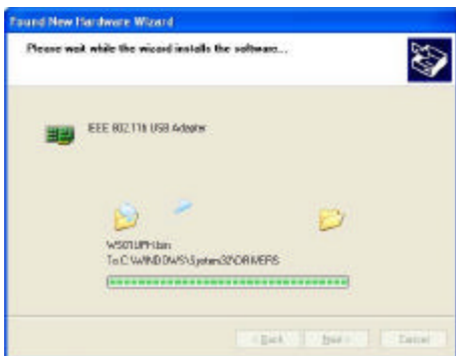 Found New Hardware Wizard
Please wait while the wizard installs the software...
IEEE 802.11b USB Adapter
To C:\WINDOWS\System32\DRIVERS
< Back
Next >
Cancel